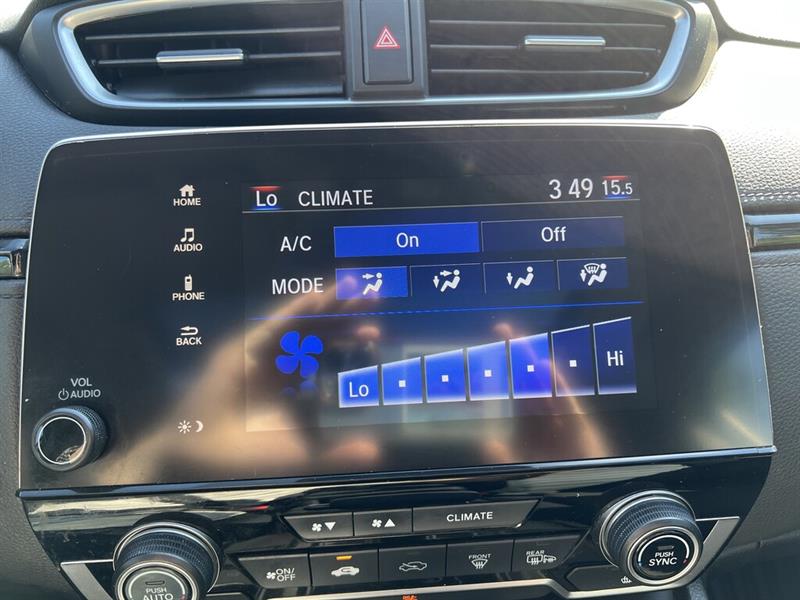 HOME
AUDIO
PHONE
BACK
VOL
AUDIO
Lo CLIMATE 3 49 15.5
A/C On Off
MODE
Lo Hi
CLIMATE
ON/OFF
FRONT
REAR
PUSH
AUTO
PUSH
SYNC